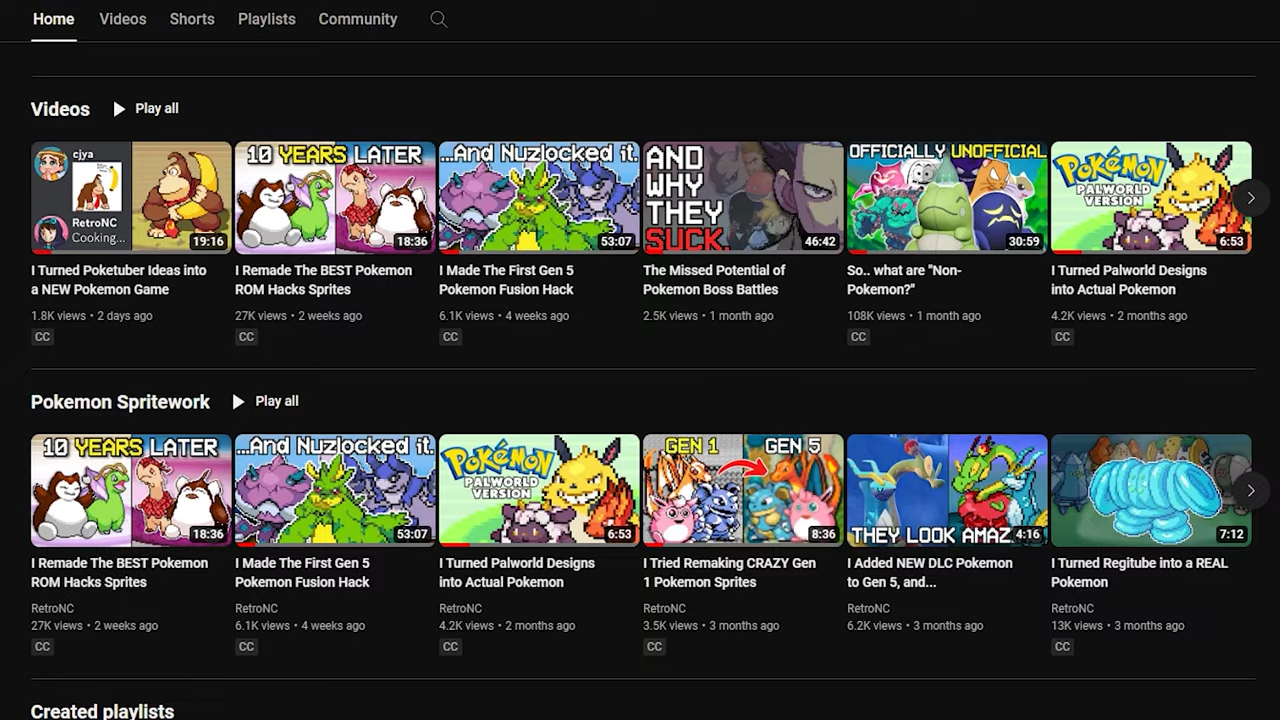 Home Videos Shorts Playlists Community
Videos Play all
cjya
RetroNC
Cooking...
19:16
10 YEARS LATER
18:36
...And Nuzlocked it.
53:07
AND
WHY
THEY
SUCK.
46:42
OFFICIALLY UNOFFICIAL
30:59
POKéMON
PALWORLD
VERSION
6:53
I Turned Poketuber Ideas into
a NEW Pokemon Game
1.8K views • 2 days ago
CC
I Remade The BEST Pokemon
ROM Hacks Sprites
27K views • 2 weeks ago
CC
I Made The First Gen 5
Pokemon Fusion Hack
6.1K views • 4 weeks ago
CC
The Missed Potential of
Pokemon Boss Battles
2.5K views • 1 month ago
So.. what are "Non-
Pokemon?"
108K views • 1 month ago
CC
I Turned Palworld Designs
into Actual Pokemon
4.2K views • 2 months ago
CC
Pokemon Spritework Play all
10 YEARS LATER
18:36
...And Nuzlocked it.
53:07
POKéMON
PALWORLD
VERSION
6:53
GEN 1 GEN 5
8:36
THEY LOOK AMAZ
4:16
7:12
I Remade The BEST Pokemon
ROM Hacks Sprites
RetroNC
27K views • 2 weeks ago
CC
I Made The First Gen 5
Pokemon Fusion Hack
RetroNC
6.1K views • 4 weeks ago
CC
I Turned Palworld Designs
into Actual Pokemon
RetroNC
4.2K views • 2 months ago
CC
I Tried Remaking CRAZY Gen
1 Pokemon Sprites
RetroNC
3.5K views • 3 months ago
CC
I Added NEW DLC Pokemon
to Gen 5, and...
RetroNC
6.2K views • 3 months ago
I Turned Regitube into a REAL
Pokemon
RetroNC
13K views • 3 months ago
CC
Created playlists